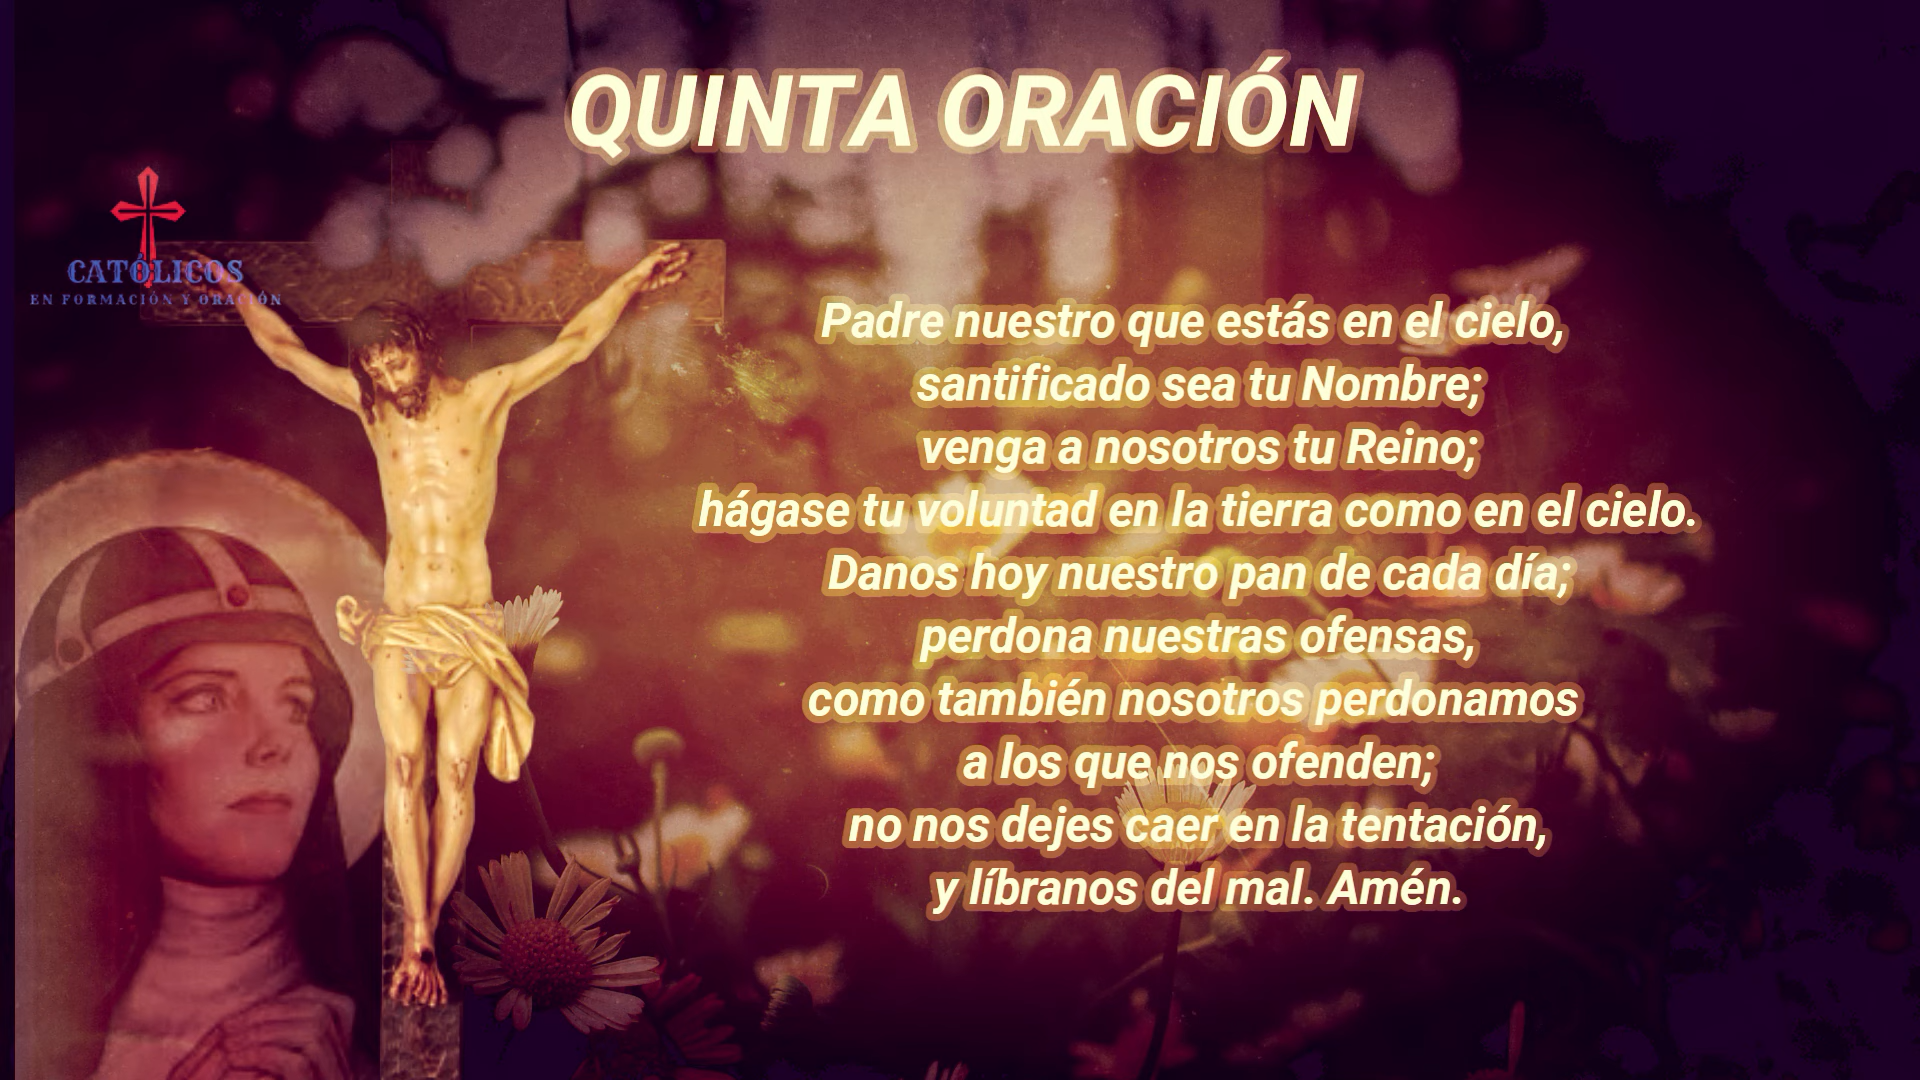 QUINTA ORACIÓN
CATÓLICOS
EN FORMACIÓN Y ORACIÓN
Padre nuestro que estás en el cielo,
santificado sea tu Nombre;
venga a nosotros tu Reino;
hágase tu voluntad en la tierra como en el cielo.
Danos hoy nuestro pan de cada día;
perdona nuestras ofensas,
como también nosotros perdonamos
a los que nos ofenden;
no nos dejes caer en la tentación,
y líbranos del mal. Amén.